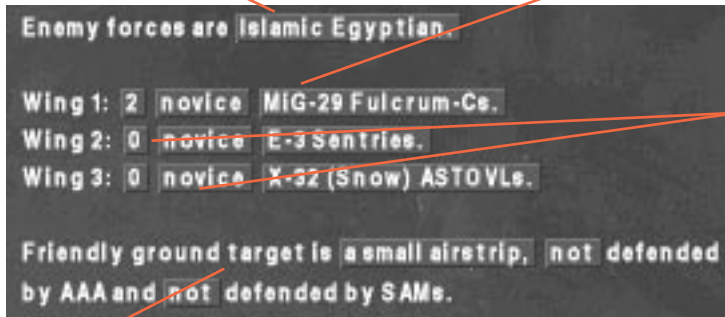 Enemy forces are Islamic Egyptian.
Wing 1: 2 novice MiG-29 Fulcrum-Cs.
Wing 2: 0 novice E-3 Sentries.
Wing 3: 0 novice X-32 (Snow) ASTOVLs.
Friendly ground target is a small airstrip, not defended
by AAA and not defended by SAMs.